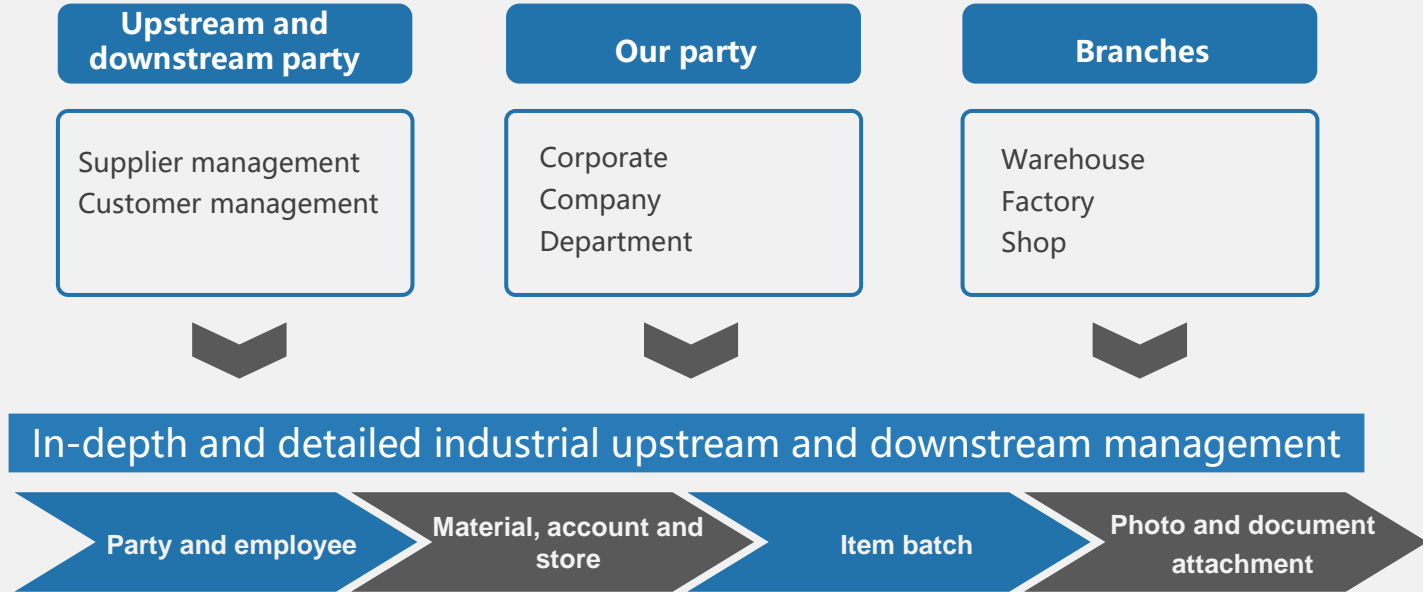 Upstream and
downstream party
Our party
Branches
Supplier management
Customer management
Corporate
Company
Department
Warehouse
Factory
Shop
In-depth and detailed industrial upstream and downstream management
Party and employee
Material, account and
store
Item batch
Photo and document
attachment